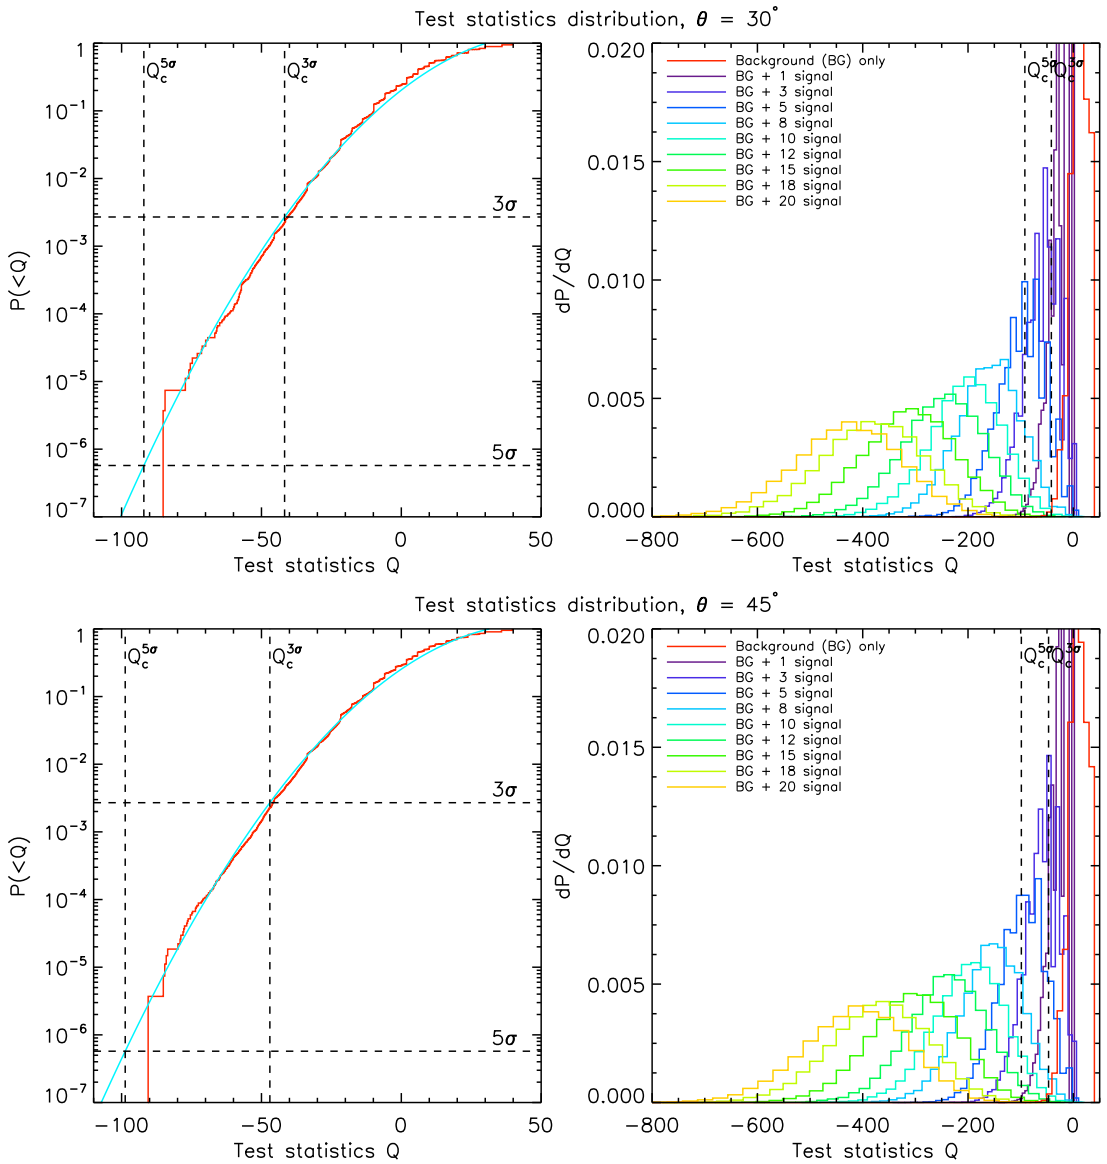 Test statistics distribution, θ = 30°
1
10⁻¹
10⁻²
10⁻³
10⁻⁴
10⁻⁵
10⁻⁶
10⁻⁷
P(<Q)
Q_c^5σ
Q_c^3σ
3σ
5σ
−100 −50 0 50
Test statistics Q
0.020
0.015
0.010
0.005
0.000
dP/dQ
Background (BG) only
BG + 1 signal
BG + 3 signal
BG + 5 signal
BG + 8 signal
BG + 10 signal
BG + 12 signal
BG + 15 signal
BG + 18 signal
BG + 20 signal
Q_c^5σ
Q_c^3σ
−800 −600 −400 −200 0
Test statistics Q
Test statistics distribution, θ = 45°
1
10⁻¹
10⁻²
10⁻³
10⁻⁴
10⁻⁵
10⁻⁶
10⁻⁷
P(<Q)
Q_c^5σ
Q_c^3σ
3σ
5σ
−100 −50 0 50
Test statistics Q
0.020
0.015
0.010
0.005
0.000
dP/dQ
Background (BG) only
BG + 1 signal
BG + 3 signal
BG + 5 signal
BG + 8 signal
BG + 10 signal
BG + 12 signal
BG + 15 signal
BG + 18 signal
BG + 20 signal
Q_c^5σ
Q_c^3σ
−800 −600 −400 −200 0
Test statistics Q